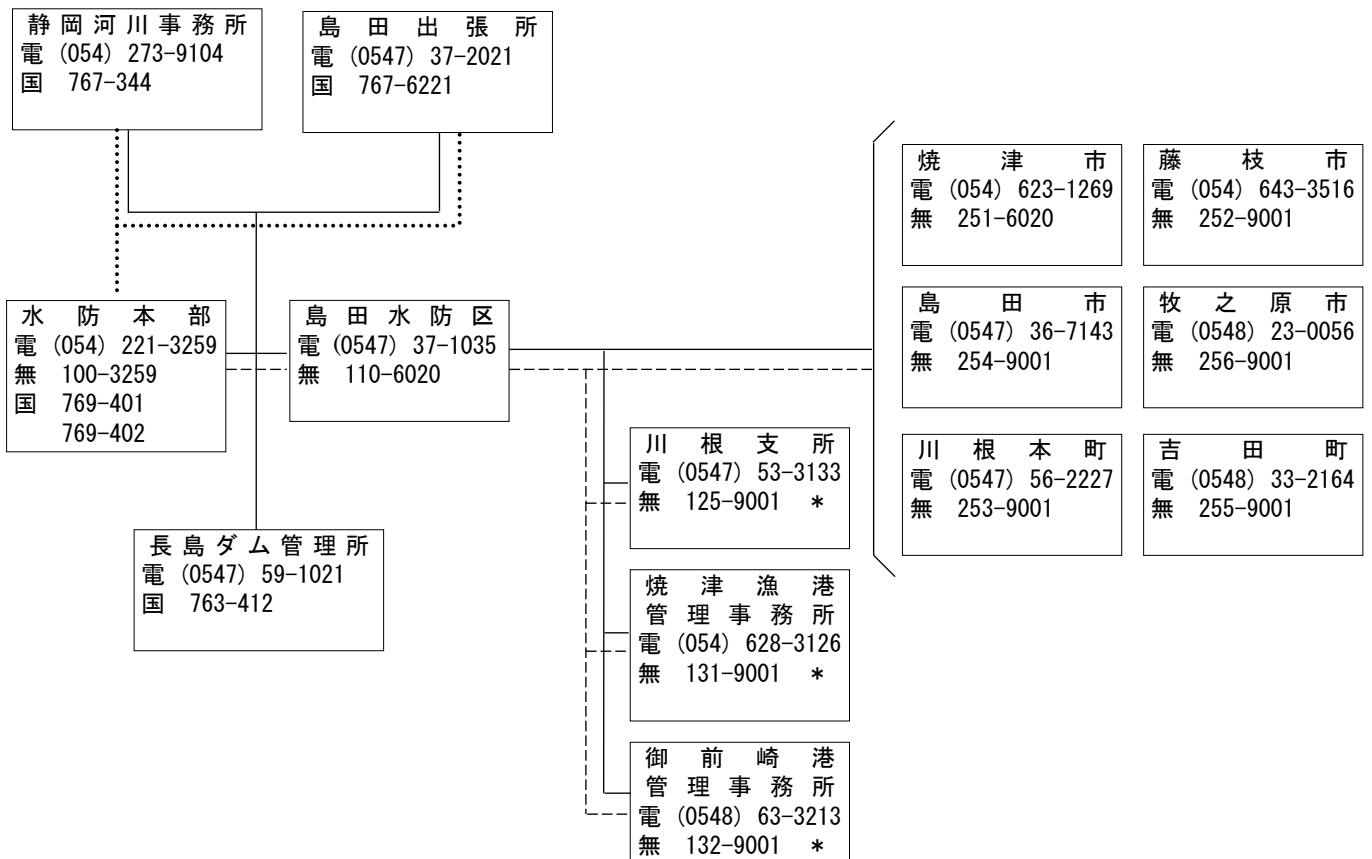 静岡河川事務所
電 (054) 273-9104
国 767-344
島田出張所
電 (0547) 37-2021
国 767-6221
水防本部
電 (054) 221-3259
無 100-3259
国 769-401
769-402
島田水防区
電 (0547) 37-1035
無 110-6020
長島ダム管理所
電 (0547) 59-1021
国 763-412
川根支所
電 (0547) 53-3133
無 125-9001 *
焼津漁港
管理事務所
電 (054) 628-3126
無 131-9001 *
御前崎港
管理事務所
電 (0548) 63-3213
無 132-9001 *
焼津市
電 (054) 623-1269
無 251-6020
藤枝市
電 (054) 643-3516
無 252-9001
島田市
電 (0547) 36-7143
無 254-9001
牧之原市
電 (0548) 23-0056
無 256-9001
川根本町
電 (0547) 56-2227
無 253-9001
吉田町
電 (0548) 33-2164
無 255-9001